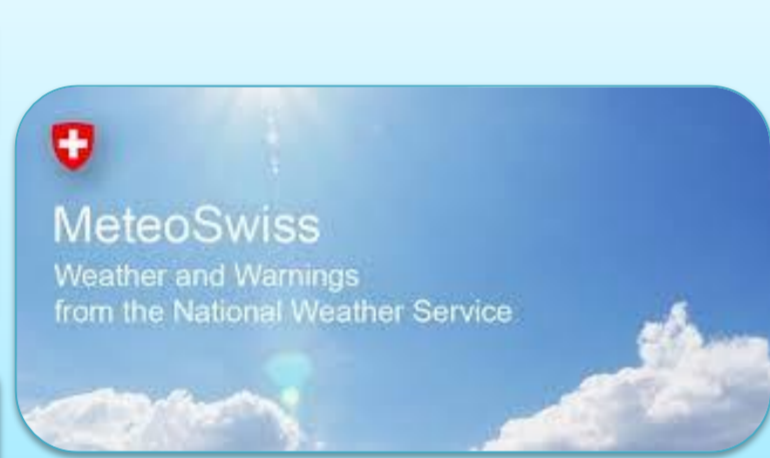 MeteoSwiss
Weather and Warnings
from the National Weather Service